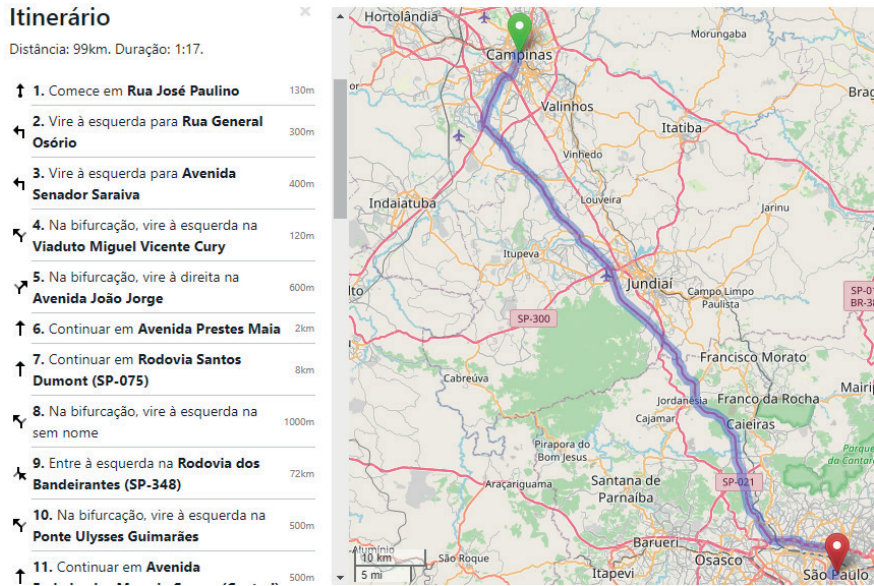 Itinerário
×
Distância: 99km. Duração: 1:17.
1. Comece em Rua José Paulino 130m
2. Vire à esquerda para Rua General
Osório 300m
3. Vire à esquerda para Avenida
Senador Saraiva 400m
4. Na bifurcação, vire à esquerda na
Viaduto Miguel Vicente Cury 120m
5. Na bifurcação, vire à direita na
Avenida João Jorge 600m
6. Continuar em Avenida Prestes Maia 2km
7. Continuar em Rodovia Santos
Dumont (SP-075) 8km
8. Na bifurcação, vire à esquerda na
sem nome 1000m
9. Entre à esquerda na Rodovia dos
Bandeirantes (SP-348) 72km
10. Na bifurcação, vire à esquerda na
Ponte Ulysses Guimarães 500m
11. Continuar em Avenida
500m
Hortolândia
Morungaba
Campinas
Valinhos
Itatiba
Vinhedo
Indaiatuba
Louveira
Jarinu
Itupeva
Jundiaí
Campo Limpo
Paulista
SP-300
Francisco Morato
Cabreúva
Jordanésia
Franco da Rocha
Cajamar
Caieiras
Pirapora do
Bom Jesus
Parque
da Cantar
SP-021
Araçariguama
Santana de
Parnaíba
Barueri
Osasco
São Roque
Itapevi
São Paulo
10 km
5 mi